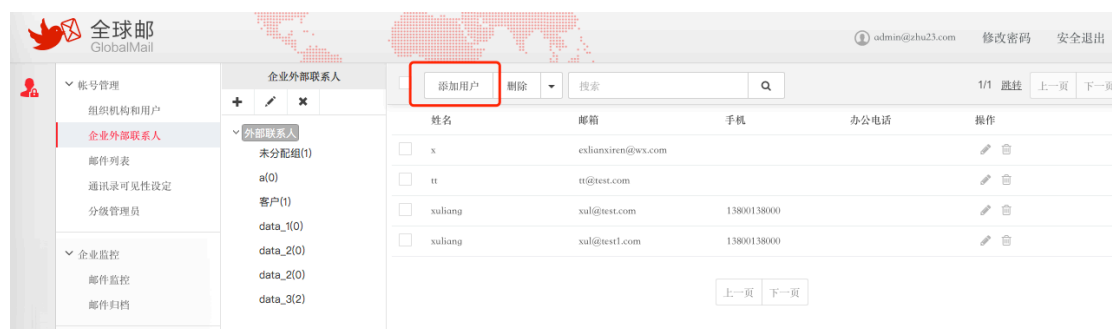 全球邮
GlobalMail
admin@zhu23.com 修改密码 安全退出
帐号管理
组织机构和用户
企业外部联系人
邮件列表
通讯录可见性设定
分级管理员
企业监控
邮件监控
邮件归档
企业外部联系人
外部联系人
未分配组(1)
a(0)
客户(1)
data_1(0)
data_2(0)
data_2(0)
data_3(2)
添加用户 删除 搜索 1/1 跳转 上一页 下一页
姓名 邮箱 手机 办公电话 操作
x exlianxiren@wx.com
tt tt@test.com
xuliang xul@test.com 13800138000
xuliang xul@test1.com 13800138000
上一页 下一页